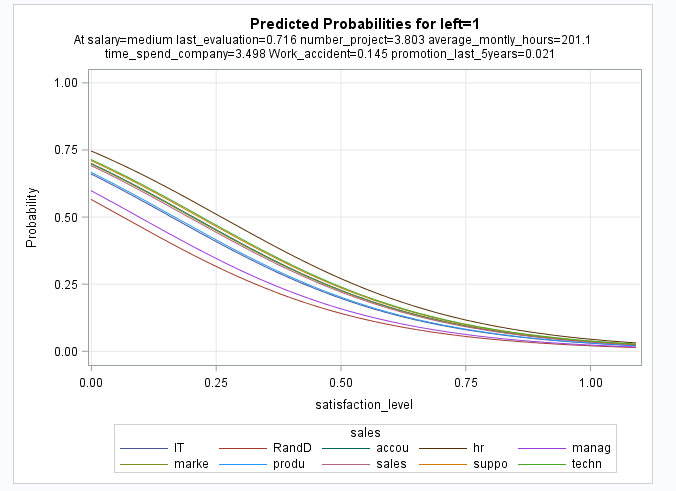 Predicted Probabilities for left=1
At salary=medium last_evaluation=0.716 number_project=3.803 average_montly_hours=201.1
time_spend_company=3.498 Work_accident=0.145 promotion_last_5years=0.021
1.00
0.75
0.50
0.25
0.00
Probability
0.00 0.25 0.50 0.75 1.00
satisfaction_level
sales
IT RandD accou hr manag
marke produ sales suppo techn